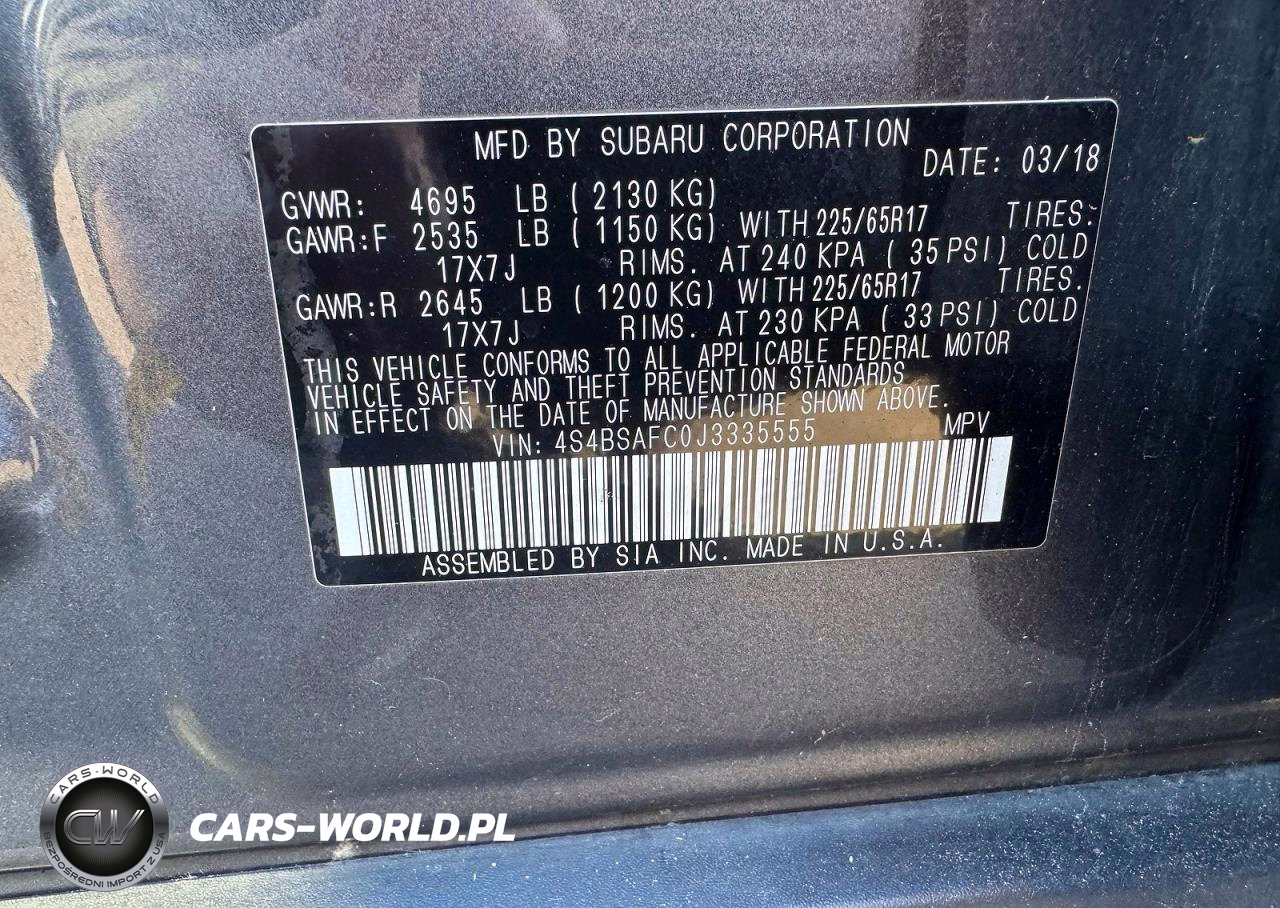 MFD BY SUBARU CORPORATION
DATE: 03/18
GVWR: 4695 LB ( 2130 KG)
GAWR:F 2535 LB ( 1150 KG) WITH 225/65R17 TIRES.
17X7J RIMS. AT 240 KPA ( 35 PSI) COLD
GAWR:R 2645 LB ( 1200 KG) WITH 225/65R17 TIRES.
17X7J RIMS. AT 230 KPA ( 33 PSI) COLD
THIS VEHICLE CONFORMS TO ALL APPLICABLE FEDERAL MOTOR
VEHICLE SAFETY AND THEFT PREVENTION STANDARDS
IN EFFECT ON THE DATE OF MANUFACTURE SHOWN ABOVE.
VIN: 4S4BSAFC0J3335555 MPV
ASSEMBLED BY SIA INC. MADE IN U.S.A.
CARS-WORLD
CW
BEZPOŚREDNI IMPORT Z USA
CARS-WORLD.PL